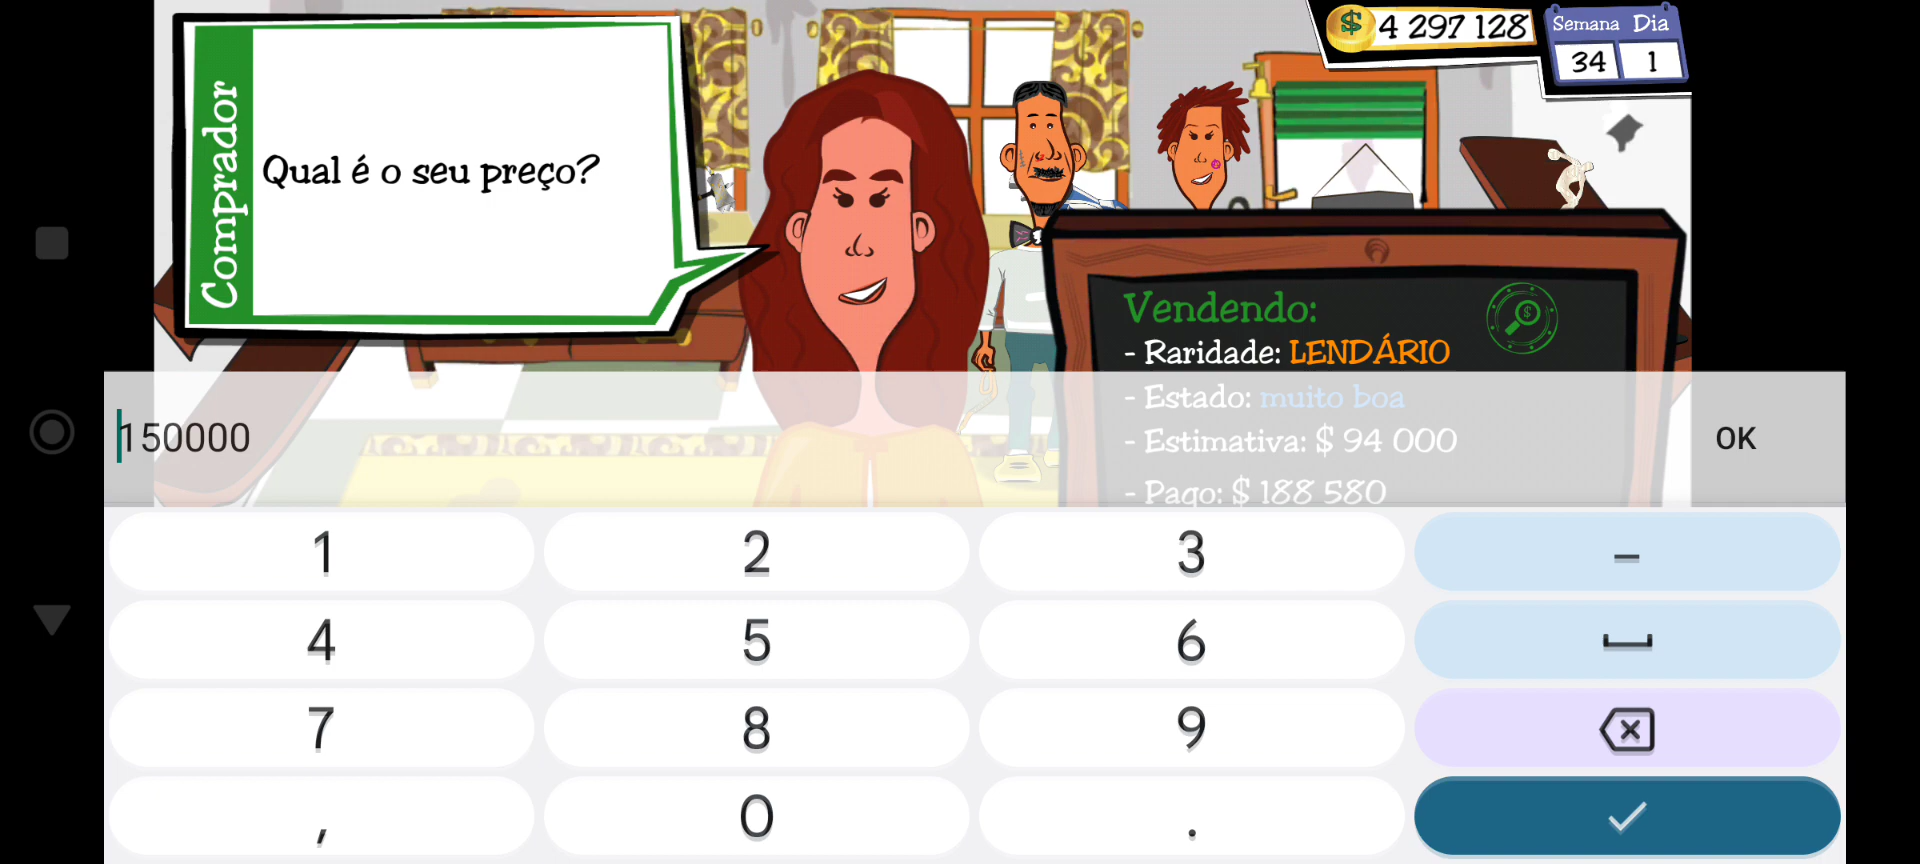 4 297 128
Semana Dia
34 1
Comprador
Qual é o seu preço?
Vendendo:
- Raridade: LENDÁRIO
- Estado: muito boa
- Estimativa: $ 94 000
- Pago: $ 188 580
150000
OK
1 2 3 –
4 5 6
7 8 9
, 0 .